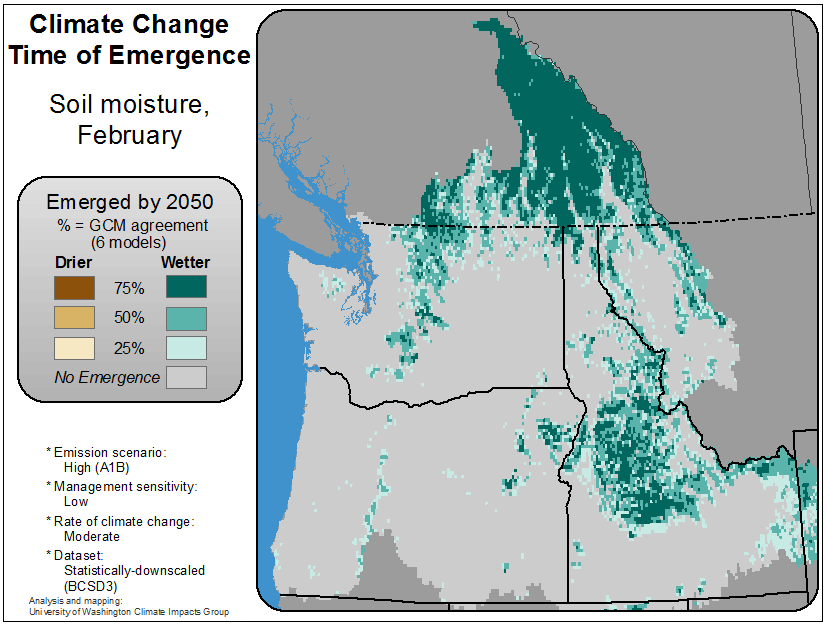 Climate Change
Time of Emergence
Soil moisture,
February
Emerged by 2050
% = GCM agreement
(6 models)
Drier Wetter
75%
50%
25%
No Emergence
* Emission scenario:
High (A1B)
* Management sensitivity:
Low
* Rate of climate change:
Moderate
* Dataset:
Statistically-downscaled
(BCSD3)
Analysis and mapping:
University of Washington Climate Impacts Group